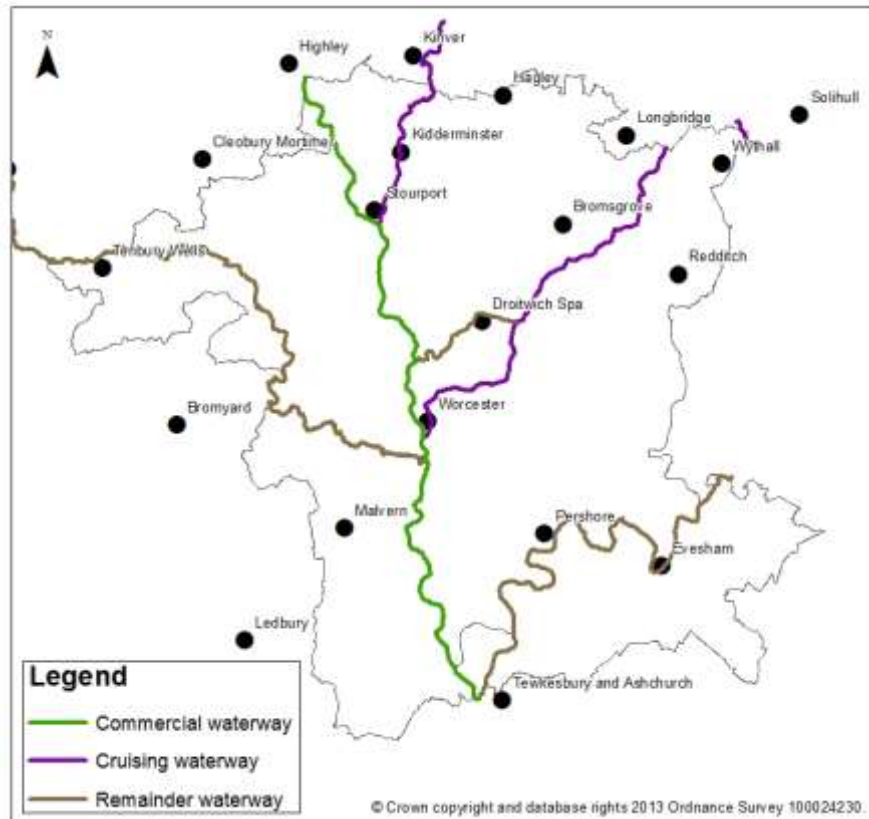 N
Highley
Kinver
Hagley
Solihull
Longbridge
Cleobury Mortimer
Kidderminster
Wythall
Stourport
Bromsgrove
Tenbury Wells
Redditch
Droitwich Spa
Worcester
Bromyard
Malvern
Pershore
Evesham
Ledbury
Tewkesbury and Ashchurch
Legend
Commercial waterway
Cruising waterway
Remainder waterway
© Crown copyright and database rights 2013 Ordnance Survey 100024230.